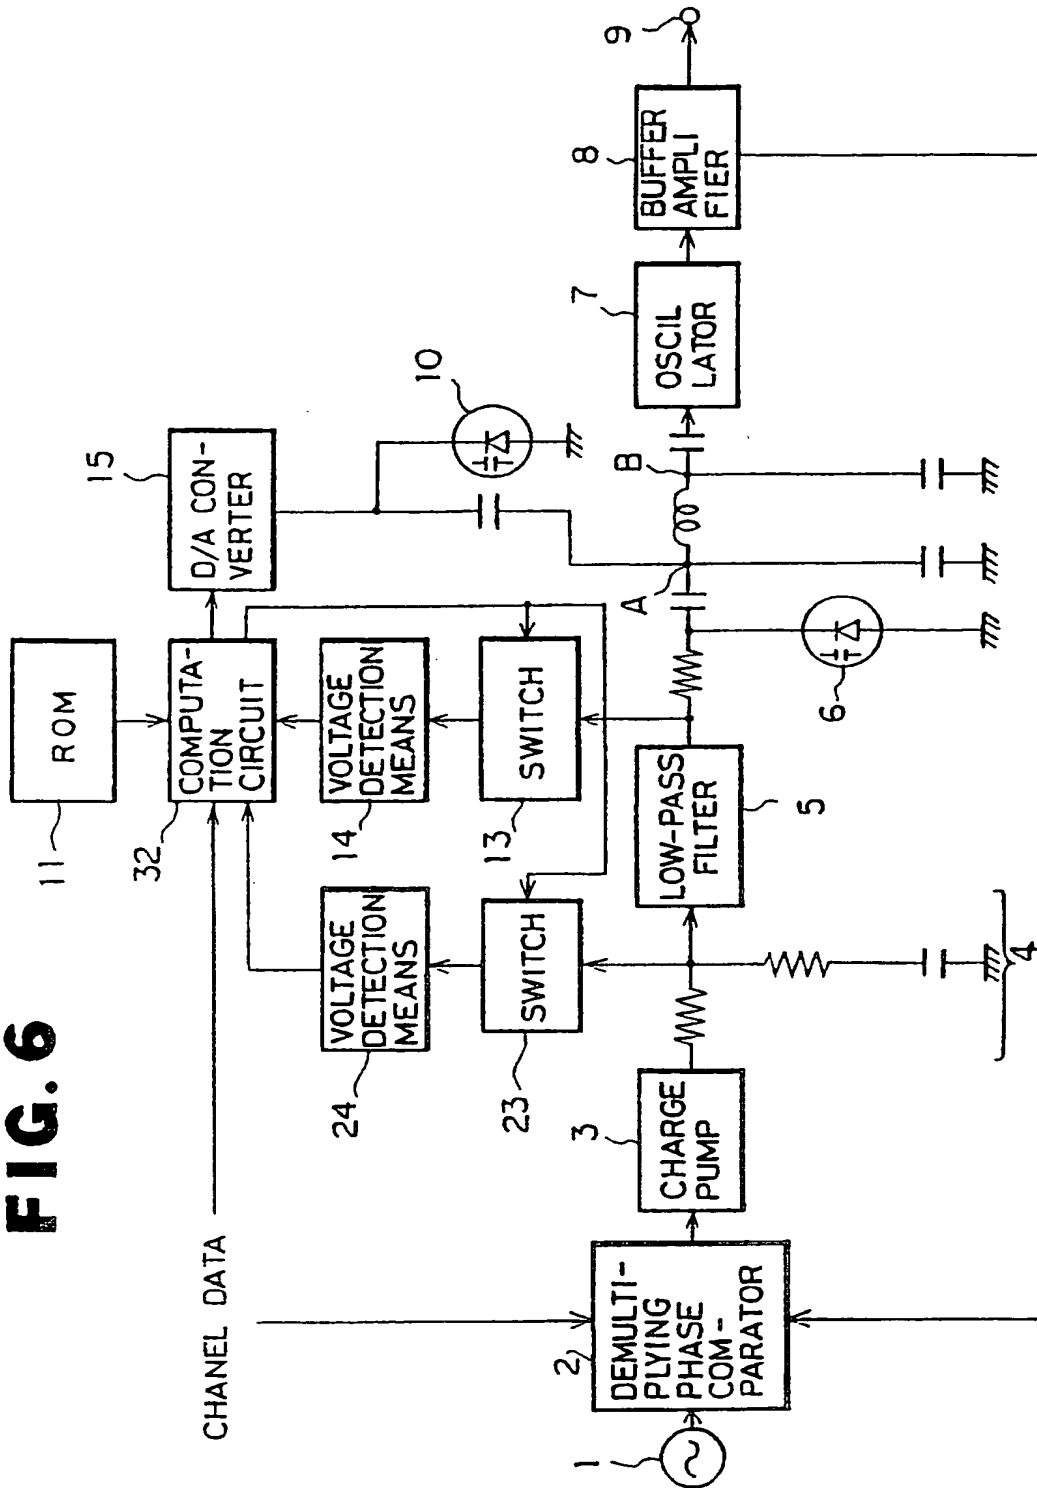 FIG.6
CHANEL DATA
11
ROM
32
COMPUTA-
TION
CIRCUIT
15
D/A CON-
VERTER
10
24
VOLTAGE
DETECTION
MEANS
14
VOLTAGE
DETECTION
MEANS
23
SWITCH
13
SWITCH
1
2
DEMULTI-
PLYING
PHASE
COM-
PARATOR
3
CHARGE
PUMP
4
LOW-PASS
FILTER
5
6
A
B
7
OSCIL
LATOR
8
BUFFER
AMPLI
FIER
9